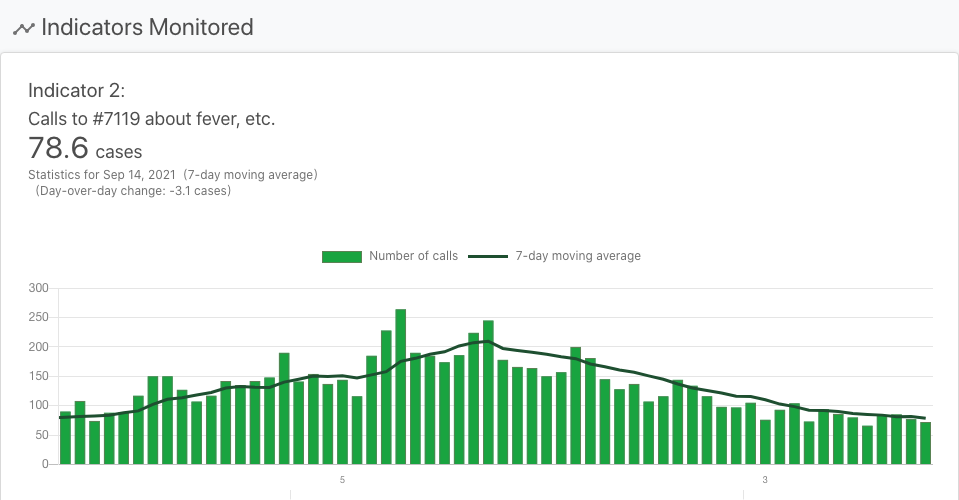 Indicators Monitored
Indicator 2:
Calls to #7119 about fever, etc.
78.6 cases
Statistics for Sep 14, 2021 (7-day moving average)
(Day-over-day change: -3.1 cases)
Number of calls 7-day moving average
300
250
200
150
100
50
0
5 3